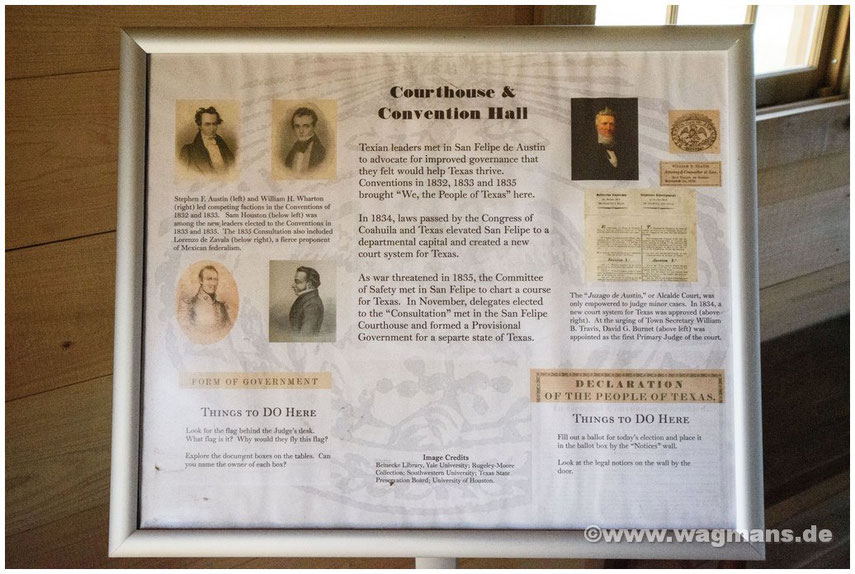 Courthouse &
Convention Hall
Texian leaders met in San Felipe de Austin
to advocate for improved governance that
they felt would help Texas thrive.
Conventions in 1832, 1833 and 1835
brought “We, the People of Texas” here.
In 1834, laws passed by the Congress of
Coahuila and Texas elevated San Felipe to a
departmental capital and created a new
court system for Texas.
As war threatened in 1835, the Committee
of Safety met in San Felipe to chart a course
for Texas. In November, delegates elected
to the “Consultation” met in the San Felipe
Courthouse and formed a Provisional
Government for a separte state of Texas.
Stephen F. Austin (left) and William H. Wharton
(right) led competing factions in the Conventions of
1832 and 1833. Sam Houston (below left) was
among the new leaders elected to the Conventions in
1833 and 1835. The 1835 Consultation also included
Lorenzo de Zavala (below right), a fierce proponent
of Mexican federalism.
FORM OF GOVERNMENT
THINGS TO DO HERE
Look for the flag behind the Judge's desk.
What flag is it? Why would they fly this flag?
Explore the document boxes on the tables. Can
you name the owner of each box?
Image Credits
Beinecke Library, Yale University; Rugeley-Moore
Collection; Southwestern University; Texas State
Preservation Board; University of Houston.
WILLIAM B. TRAVIS
The “Juzago de Austin,” or Alcalde Court, was
only empowered to judge minor cases. In 1834, a
new court system for Texas was approved (above
right). At the urging of Town Secretary William
B. Travis, David G. Burnet (above left) was
appointed as the first Primary Judge of the court.
DECLARATION
OF THE PEOPLE OF TEXAS,
THINGS TO DO HERE
Fill out a ballot for today's election and place it
in the ballot box by the “Notices” wall.
Look at the legal notices on the wall by the
door.
©www.wagmans.de